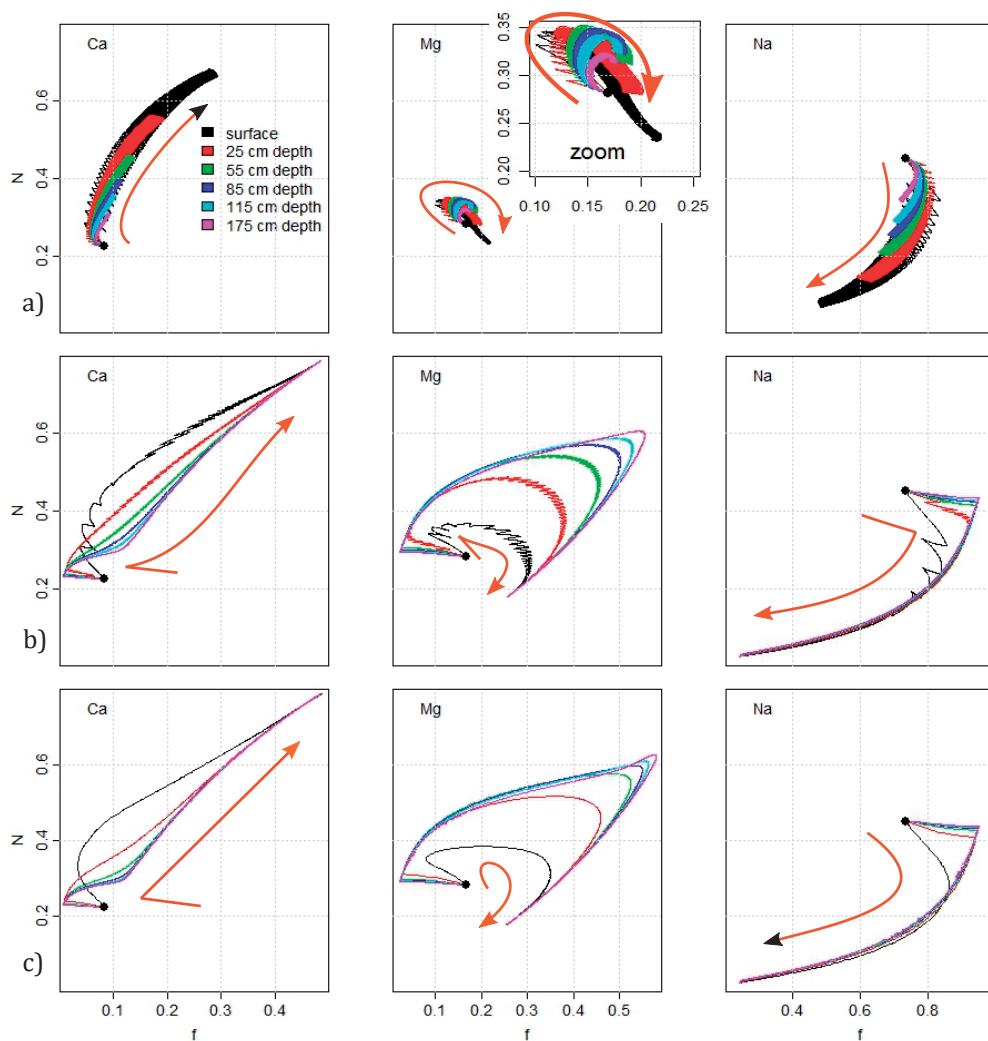 Ca
Mg
Na
0.35
0.30
0.25
0.20
zoom
0.10
0.15
0.20
0.25
surface
25 cm depth
55 cm depth
85 cm depth
115 cm depth
175 cm depth
N
0.6
0.4
0.2
a)
Ca
Mg
Na
N
0.6
0.4
0.2
b)
Ca
Mg
Na
N
0.6
0.4
0.2
c)
0.1 0.2 0.3 0.4
0.1 0.2 0.3 0.4 0.5
0.4 0.6 0.8
f
f
f